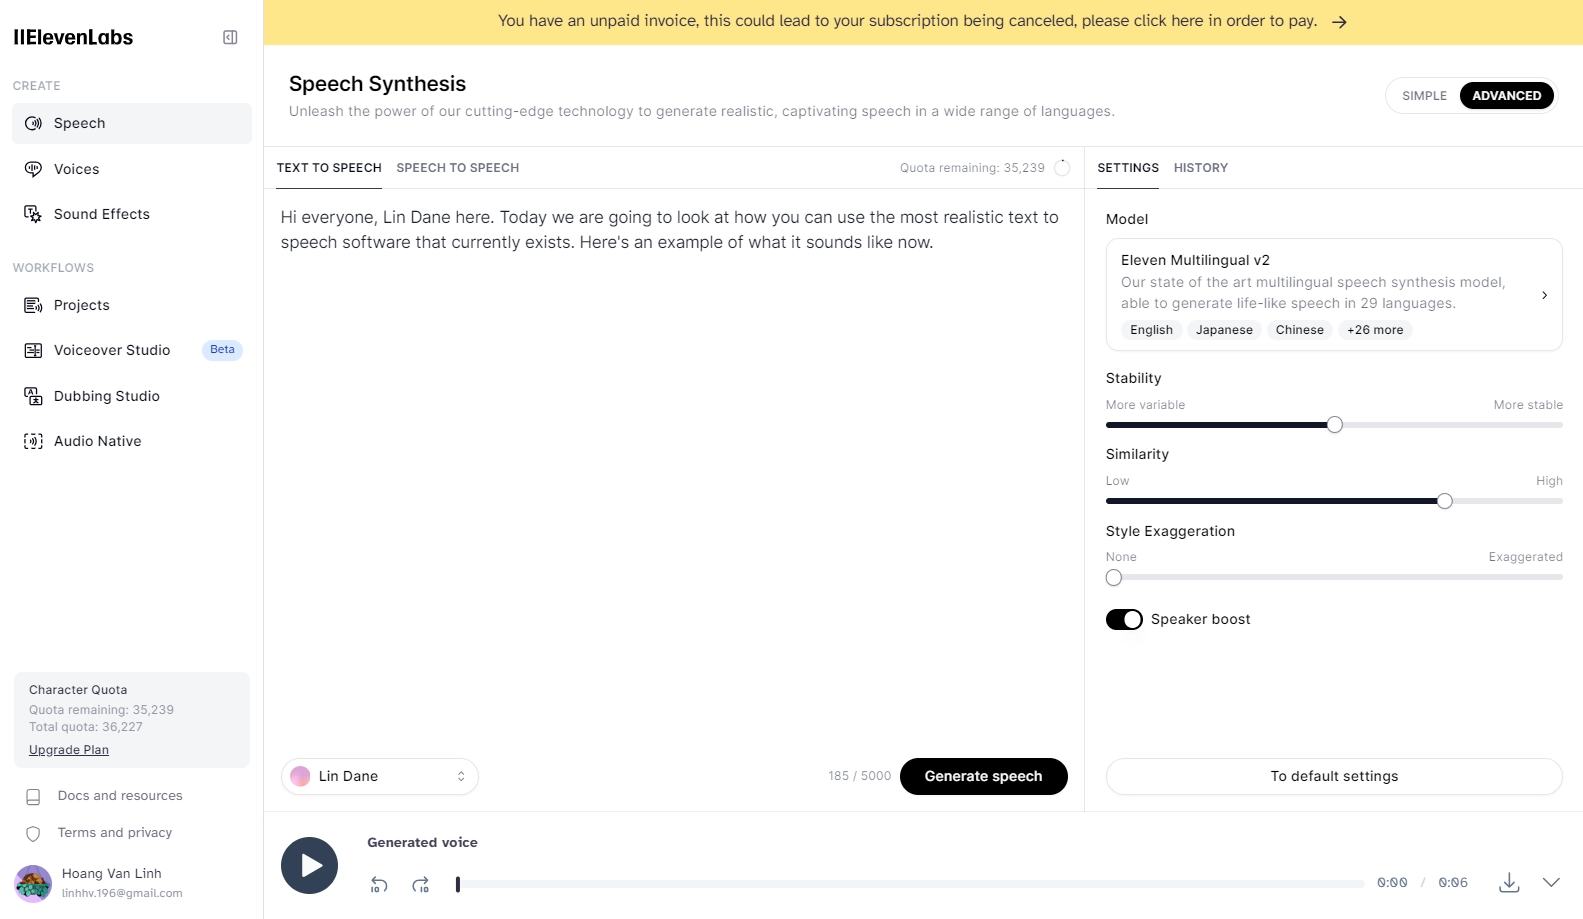 You have an unpaid invoice, this could lead to your subscription being canceled, please click here in order to pay. →
IIElevenLabs
CREATE
Speech
Voices
Sound Effects
WORKFLOWS
Projects
Voiceover Studio Beta
Dubbing Studio
Audio Native
Character Quota
Quota remaining: 35,239
Total quota: 36,227
Upgrade Plan
Docs and resources
Terms and privacy
Hoang Van Linh
linhhv.196@gmail.com
Speech Synthesis
Unleash the power of our cutting-edge technology to generate realistic, captivating speech in a wide range of languages.
SIMPLE ADVANCED
TEXT TO SPEECH SPEECH TO SPEECH Quota remaining: 35,239
Hi everyone, Lin Dane here. Today we are going to look at how you can use the most realistic text to
speech software that currently exists. Here's an example of what it sounds like now.
Lin Dane 185 / 5000 Generate speech
SETTINGS HISTORY
Model
Eleven Multilingual v2
Our state of the art multilingual speech synthesis model,
able to generate life-like speech in 29 languages.
English Japanese Chinese +26 more
Stability
More variable More stable
Similarity
Low High
Style Exaggeration
None Exaggerated
Speaker boost
To default settings
Generated voice
10 10 0:00 / 0:06